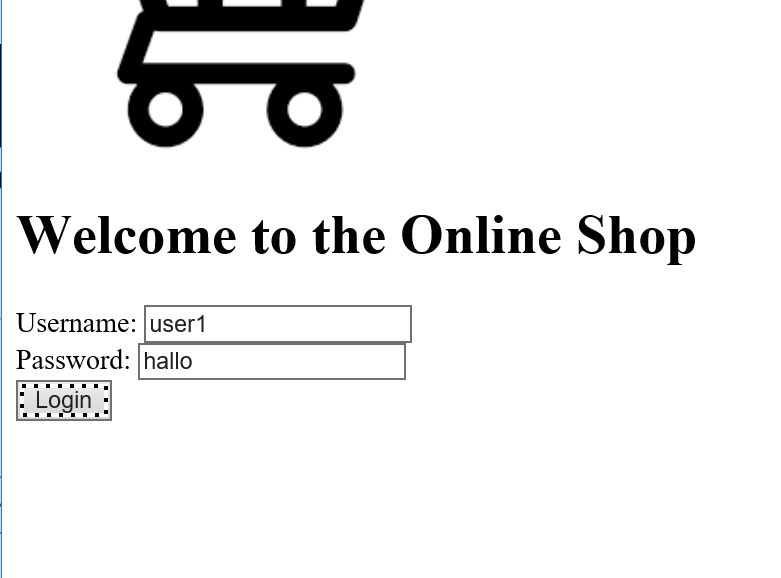 Welcome to the Online Shop
Username: user1
Password: hallo
Login